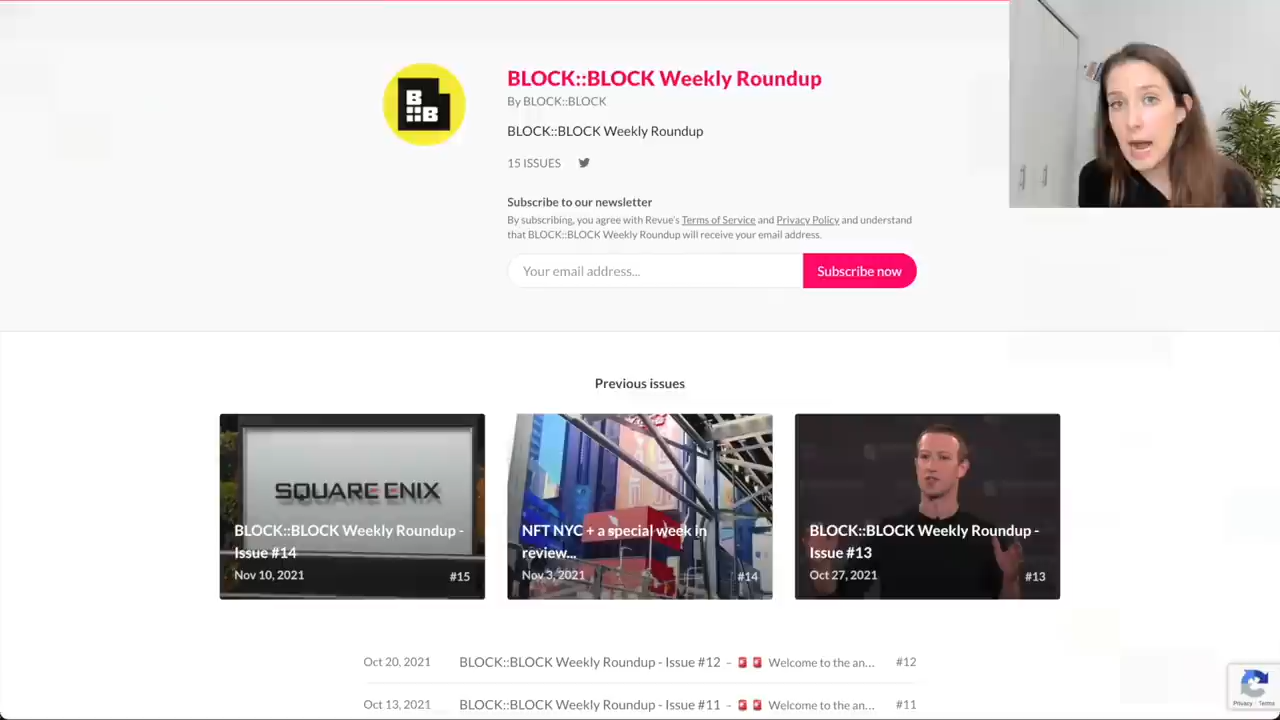 B
::B
BLOCK::BLOCK Weekly Roundup
By BLOCK::BLOCK
BLOCK::BLOCK Weekly Roundup
15 ISSUES
Subscribe to our newsletter
By subscribing, you agree with Revue's Terms of Service and Privacy Policy and understand
that BLOCK::BLOCK Weekly Roundup will receive your email address.
Your email address...
Subscribe now
Previous issues
SQUARE ENIX
BLOCK::BLOCK Weekly Roundup -
Issue #14
Nov 10, 2021
#15
NFT NYC + a special week in
review...
Nov 3, 2021
#14
BLOCK::BLOCK Weekly Roundup -
Issue #13
Oct 27, 2021
#13
Oct 20, 2021 BLOCK::BLOCK Weekly Roundup - Issue #12 - 🚨 🚨 Welcome to the an... #12
Oct 13, 2021 BLOCK::BLOCK Weekly Roundup - Issue #11 - 🚨 🚨 Welcome to the an... #11
Privacy - Terms